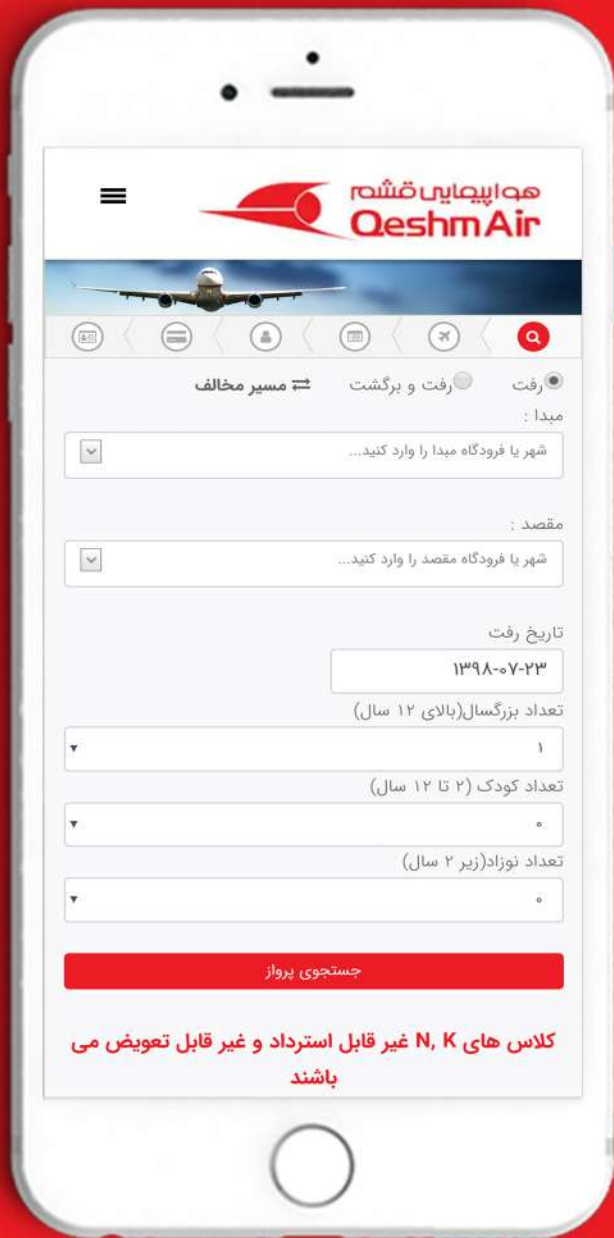 هواپیمایی قشم
QeshmAir
رفت رفت و برگشت مسیر مخالف
مبدا :
شهر یا فرودگاه مبدا را وارد کنید...
مقصد :
شهر یا فرودگاه مقصد را وارد کنید...
تاریخ رفت
۱۳۹۸-۰۷-۲۳
تعداد بزرگسال(بالای ۱۲ سال)
۱
تعداد کودک (۲ تا ۱۲ سال)
۰
تعداد نوزاد(زیر ۲ سال)
۰
جستجوی پرواز
کلاس های N, K غیر قابل استرداد و غیر قابل تعویض می
باشند